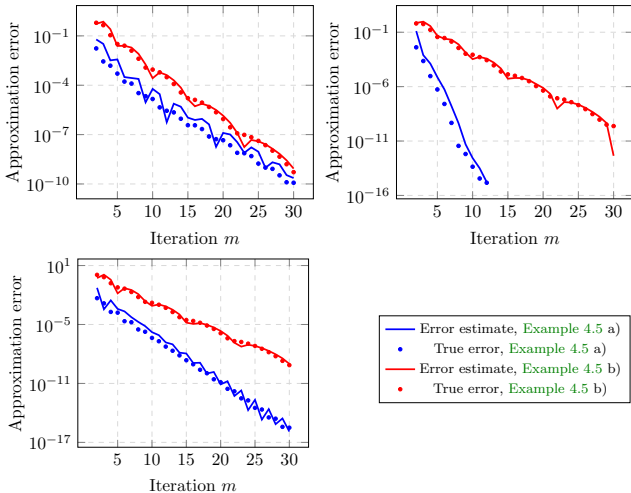 Approximation error
10^{-1}
10^{-4}
10^{-7}
10^{-10}
5 10 15 20 25 30
Iteration m
Approximation error
10^{-1}
10^{-6}
10^{-11}
10^{-16}
5 10 15 20 25 30
Iteration m
Approximation error
10^{1}
10^{-5}
10^{-11}
10^{-17}
5 10 15 20 25 30
Iteration m
Error estimate, Example 4.5 a)
True error, Example 4.5 a)
Error estimate, Example 4.5 b)
True error, Example 4.5 b)